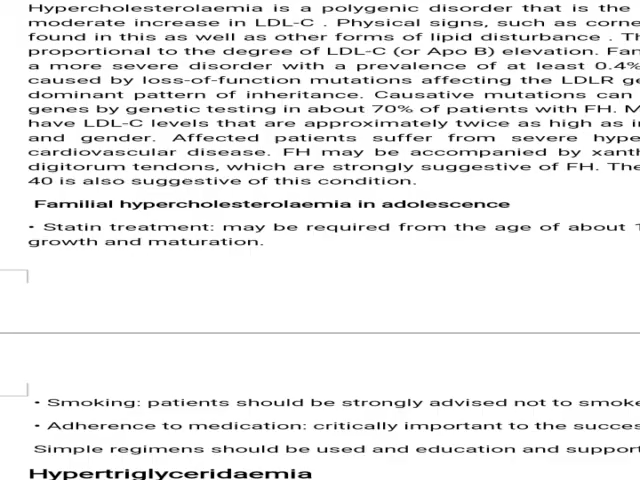 Hypercholesterolaemia is a polygenic disorder that is the
moderate increase in LDL-C . Physical signs, such as corne
found in this as well as other forms of lipid disturbance . Th
proportional to the degree of LDL-C (or Apo B) elevation. Fam
a more severe disorder with a prevalence of at least 0.4%
caused by loss-of-function mutations affecting the LDLR ge
dominant pattern of inheritance. Causative mutations can
genes by genetic testing in about 70% of patients with FH. M
have LDL-C levels that are approximately twice as high as in
and gender. Affected patients suffer from severe hype
cardiovascular disease. FH may be accompanied by xanth
digitorum tendons, which are strongly suggestive of FH. The
40 is also suggestive of this condition.
Familial hypercholesterolaemia in adolescence
• Statin treatment: may be required from the age of about 1
growth and maturation.
• Smoking: patients should be strongly advised not to smoke
• Adherence to medication: critically important to the succes
Simple regimens should be used and education and support
Hypertriglyceridaemia